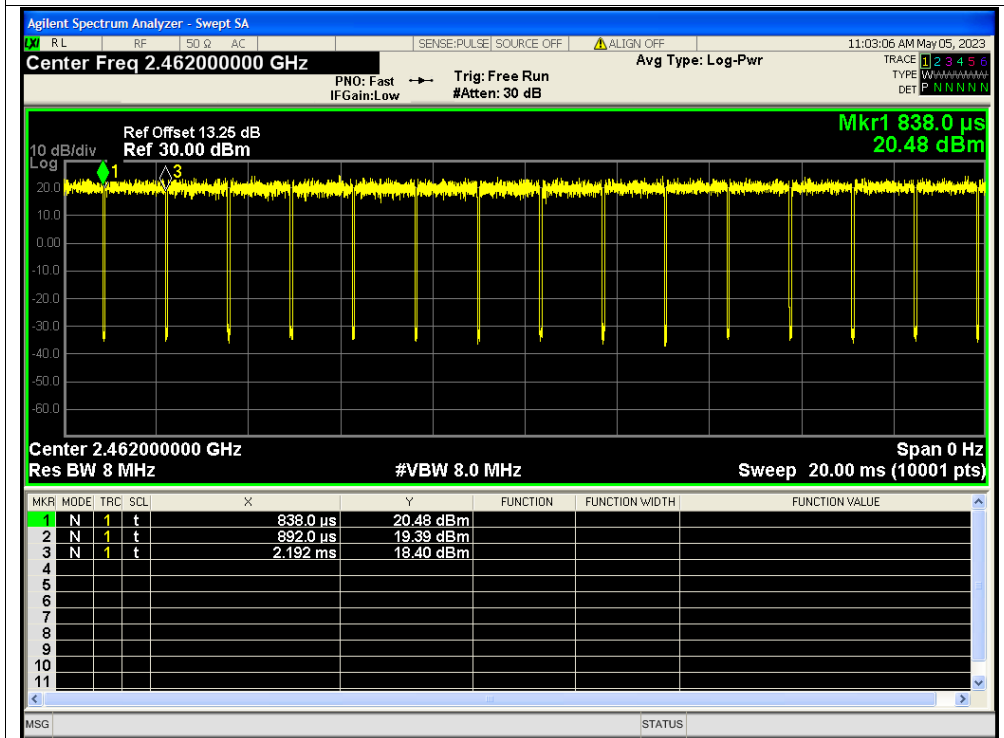 Agilent Spectrum Analyzer - Swept SA
LXI RL RF 50 Ω AC SENSE:PULSE SOURCE OFF ALIGN OFF 11:03:06 AM May 05, 2023
Center Freq 2.462000000 GHz Avg Type: Log-Pwr TRACE 1 2 3 4 5 6
PNO: Fast Trig: Free Run TYPE WWWWWW
IFGain:Low #Atten: 30 dB DET P N N N N N
Mkr1 838.0 µs
Ref Offset 13.25 dB
10 dB/div Ref 30.00 dBm 20.48 dBm
Log
1 3
20.0
10.0
0.00
-10.0
-20.0
-30.0
-40.0
-50.0
-60.0
Center 2.462000000 GHz Span 0 Hz
Res BW 8 MHz #VBW 8.0 MHz Sweep 20.00 ms (10001 pts)
MKR MODE TRC SCL X Y FUNCTION FUNCTION WIDTH FUNCTION VALUE
1 N 1 t 838.0 µs 20.48 dBm
2 N 1 t 892.0 µs 19.39 dBm
3 N 1 t 2.192 ms 18.40 dBm
4
5
6
7
8
9
10
11
MSG STATUS